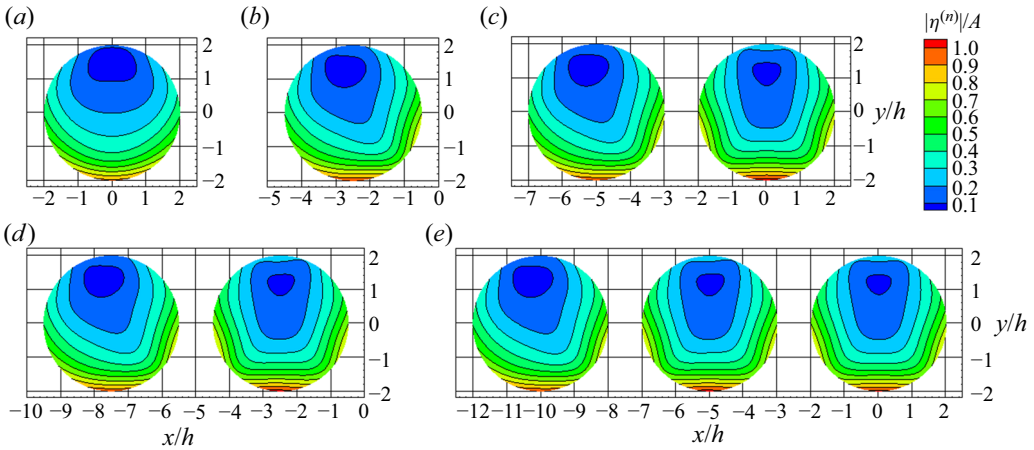 (a)
(b)
(c)
|η⁽ⁿ⁾|/A
2
1
0
−1
−2
−2 −1 0 1 2
2
1
0
−1
−2
−5 −4 −3 −2 −1 0
2
1
y/h 0
−1
−2
−7 −6 −5 −4 −3 −2 −1 0 1 2
1.0
0.9
0.8
0.7
0.6
0.5
0.4
0.3
0.2
0.1
(d)
(e)
2
1
0
−1
−2
−10 −9 −8 −7 −6 −5 −4 −3 −2 −1 0
x/h
2
1
0 y/h
−1
−2
−12 −11 −10 −9 −8 −7 −6 −5 −4 −3 −2 −1 0 1 2
x/h